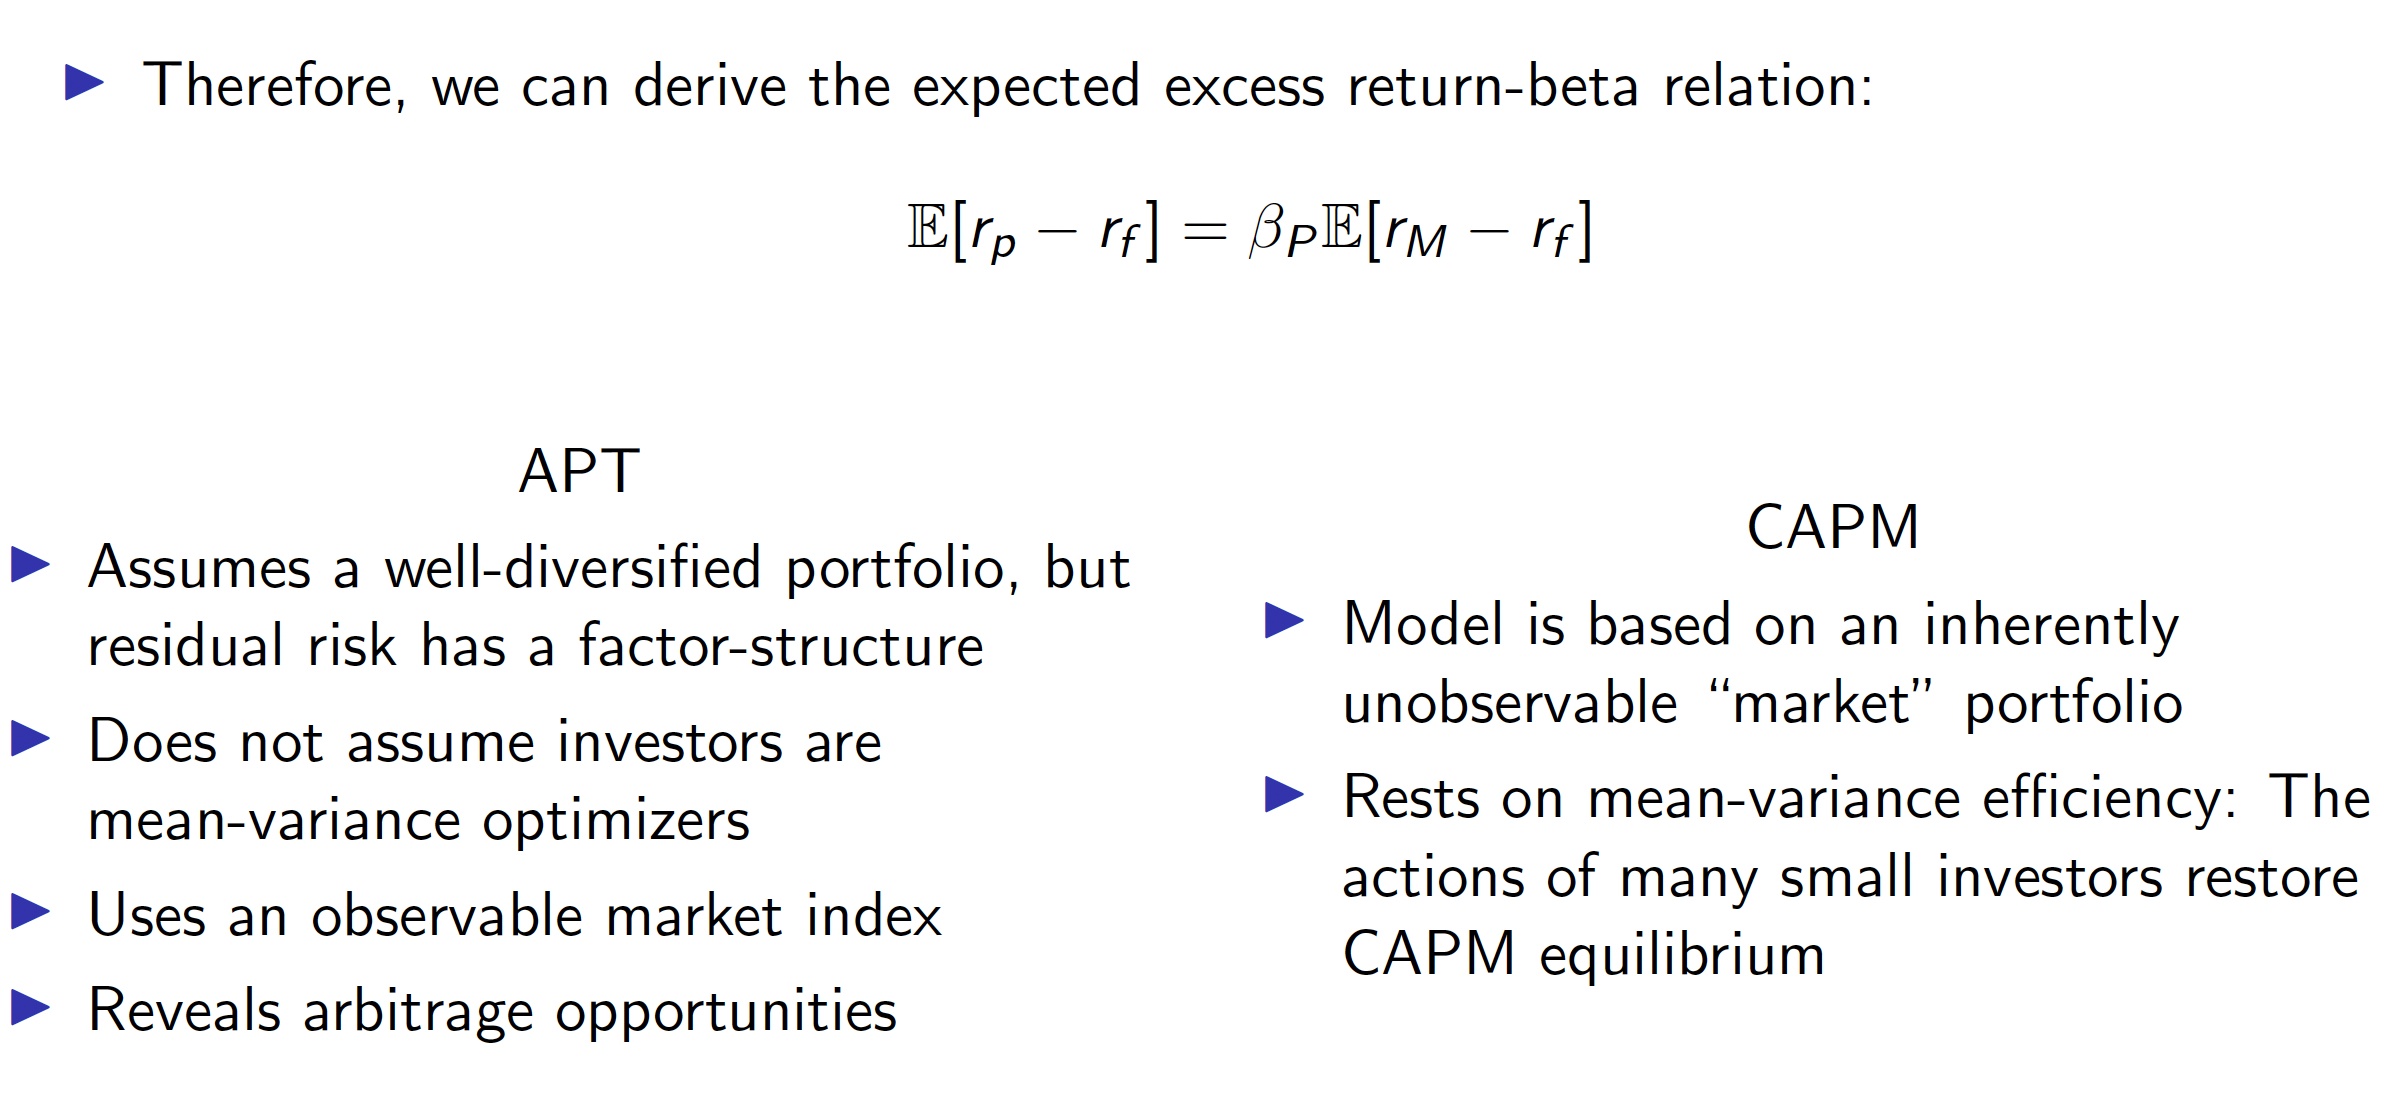 ▶ Therefore, we can derive the expected excess return-beta relation:
𝔼[r_p − r_f] = β_P𝔼[r_M − r_f]
APT
▶ Assumes a well-diversified portfolio, but
residual risk has a factor-structure
▶ Does not assume investors are
mean-variance optimizers
▶ Uses an observable market index
▶ Reveals arbitrage opportunities
CAPM
▶ Model is based on an inherently
unobservable “market” portfolio
▶ Rests on mean-variance efficiency: The
actions of many small investors restore
CAPM equilibrium